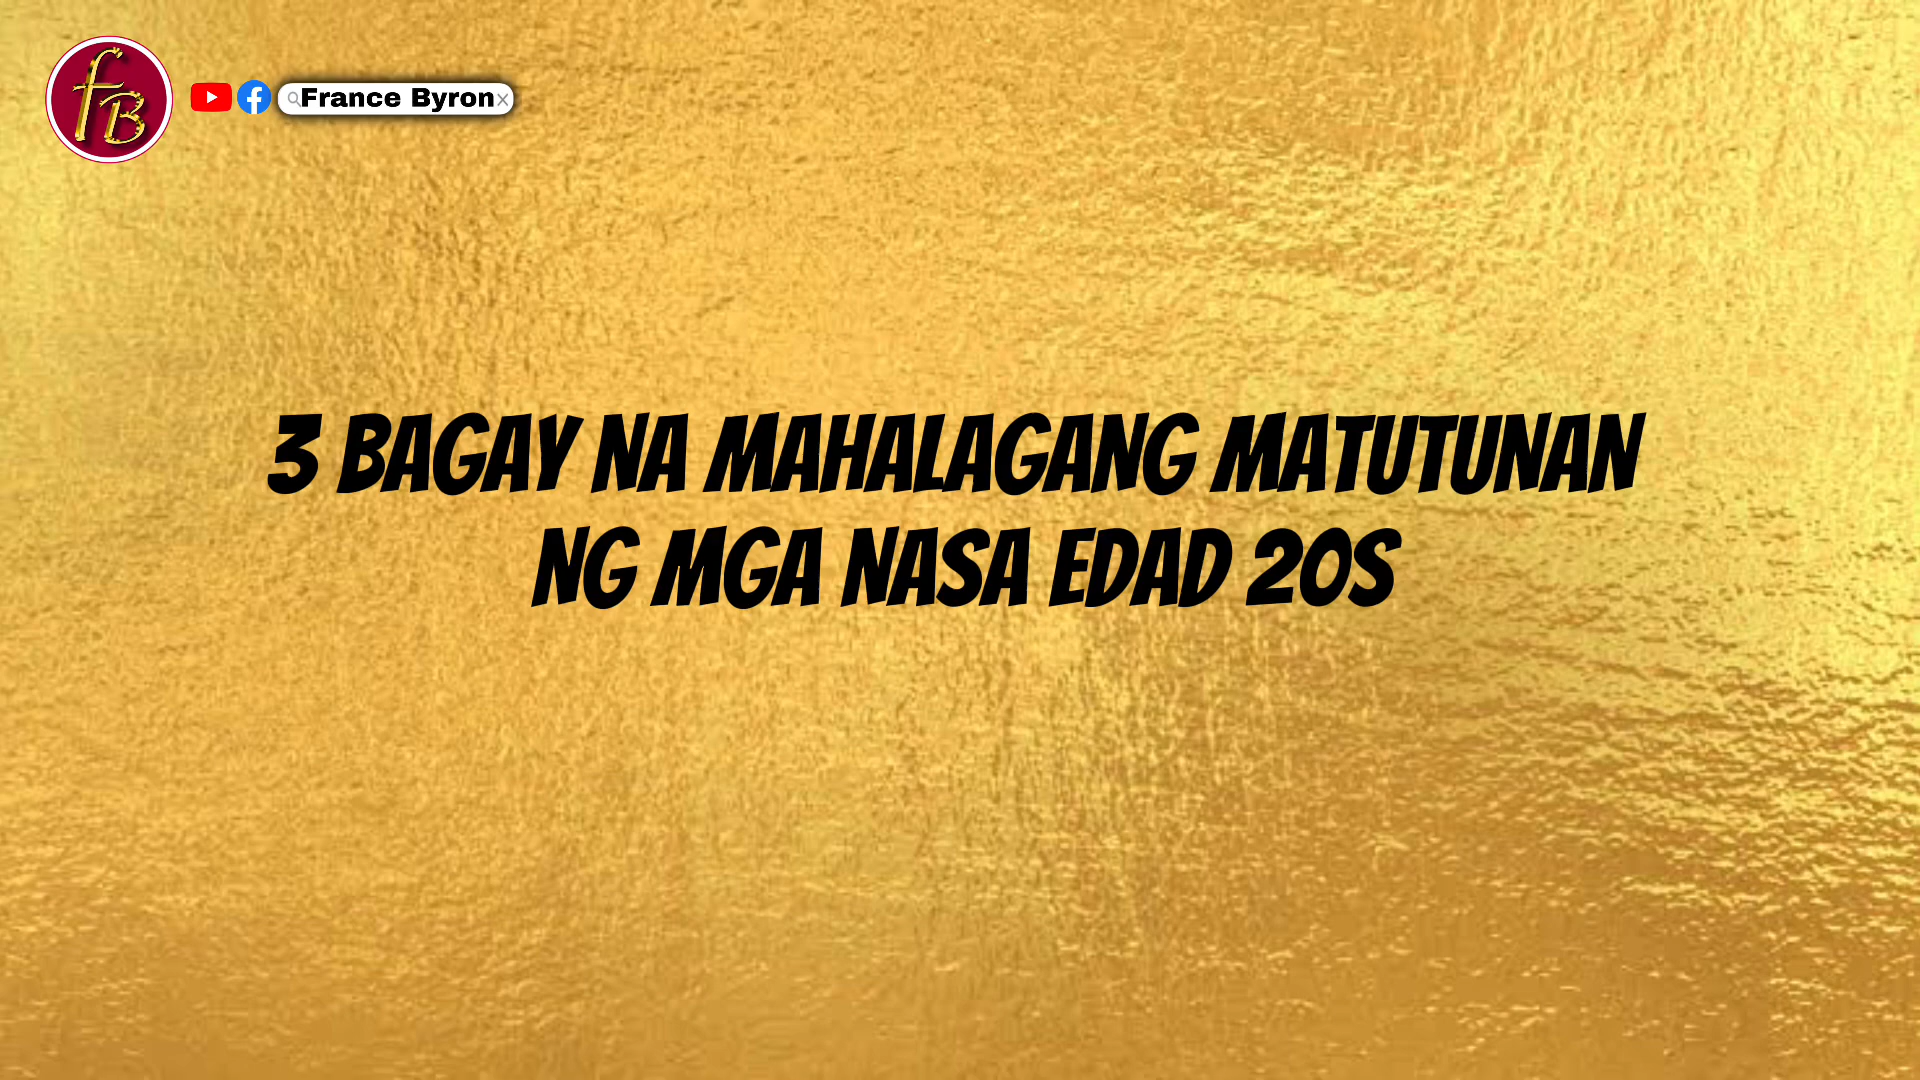 fB
France Byron
3 BAGAY NA MAHALAGANG MATUTUNAN
NG MGA NASA EDAD 20S